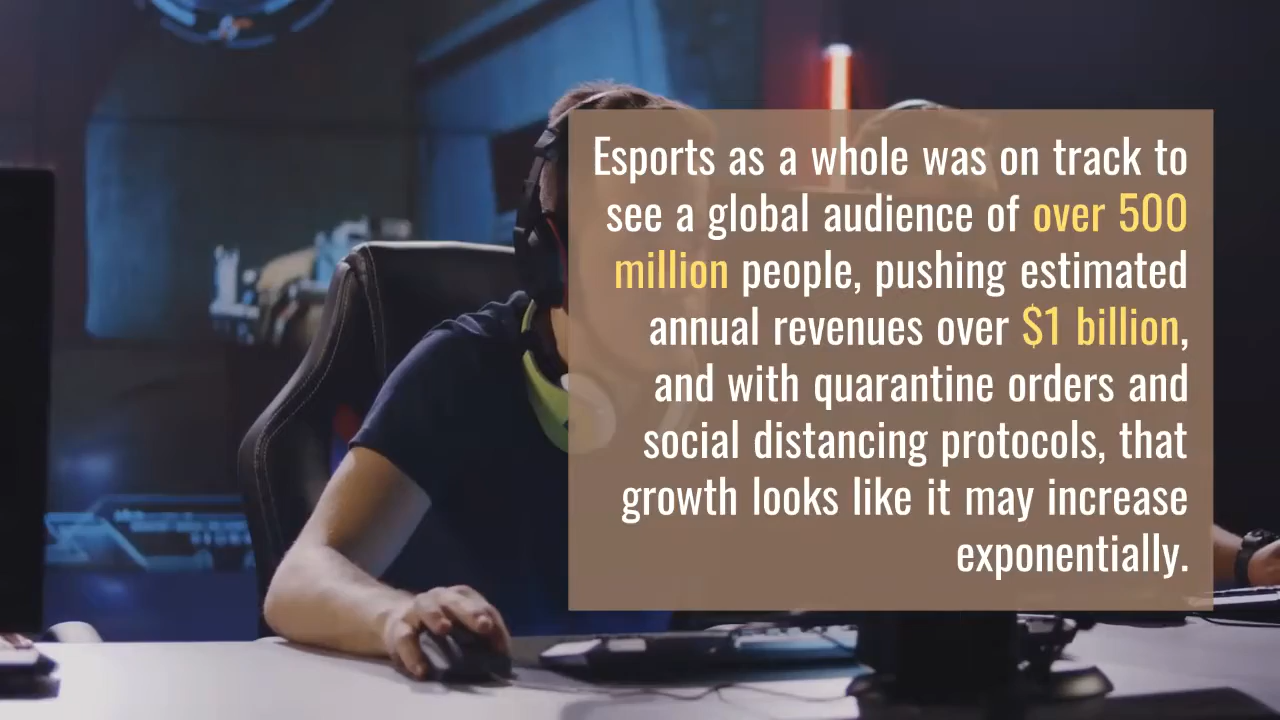 Esports as a whole was on track to
see a global audience of over 500
million people, pushing estimated
annual revenues over $1 billion,
and with quarantine orders and
social distancing protocols, that
growth looks like it may increase
exponentially.